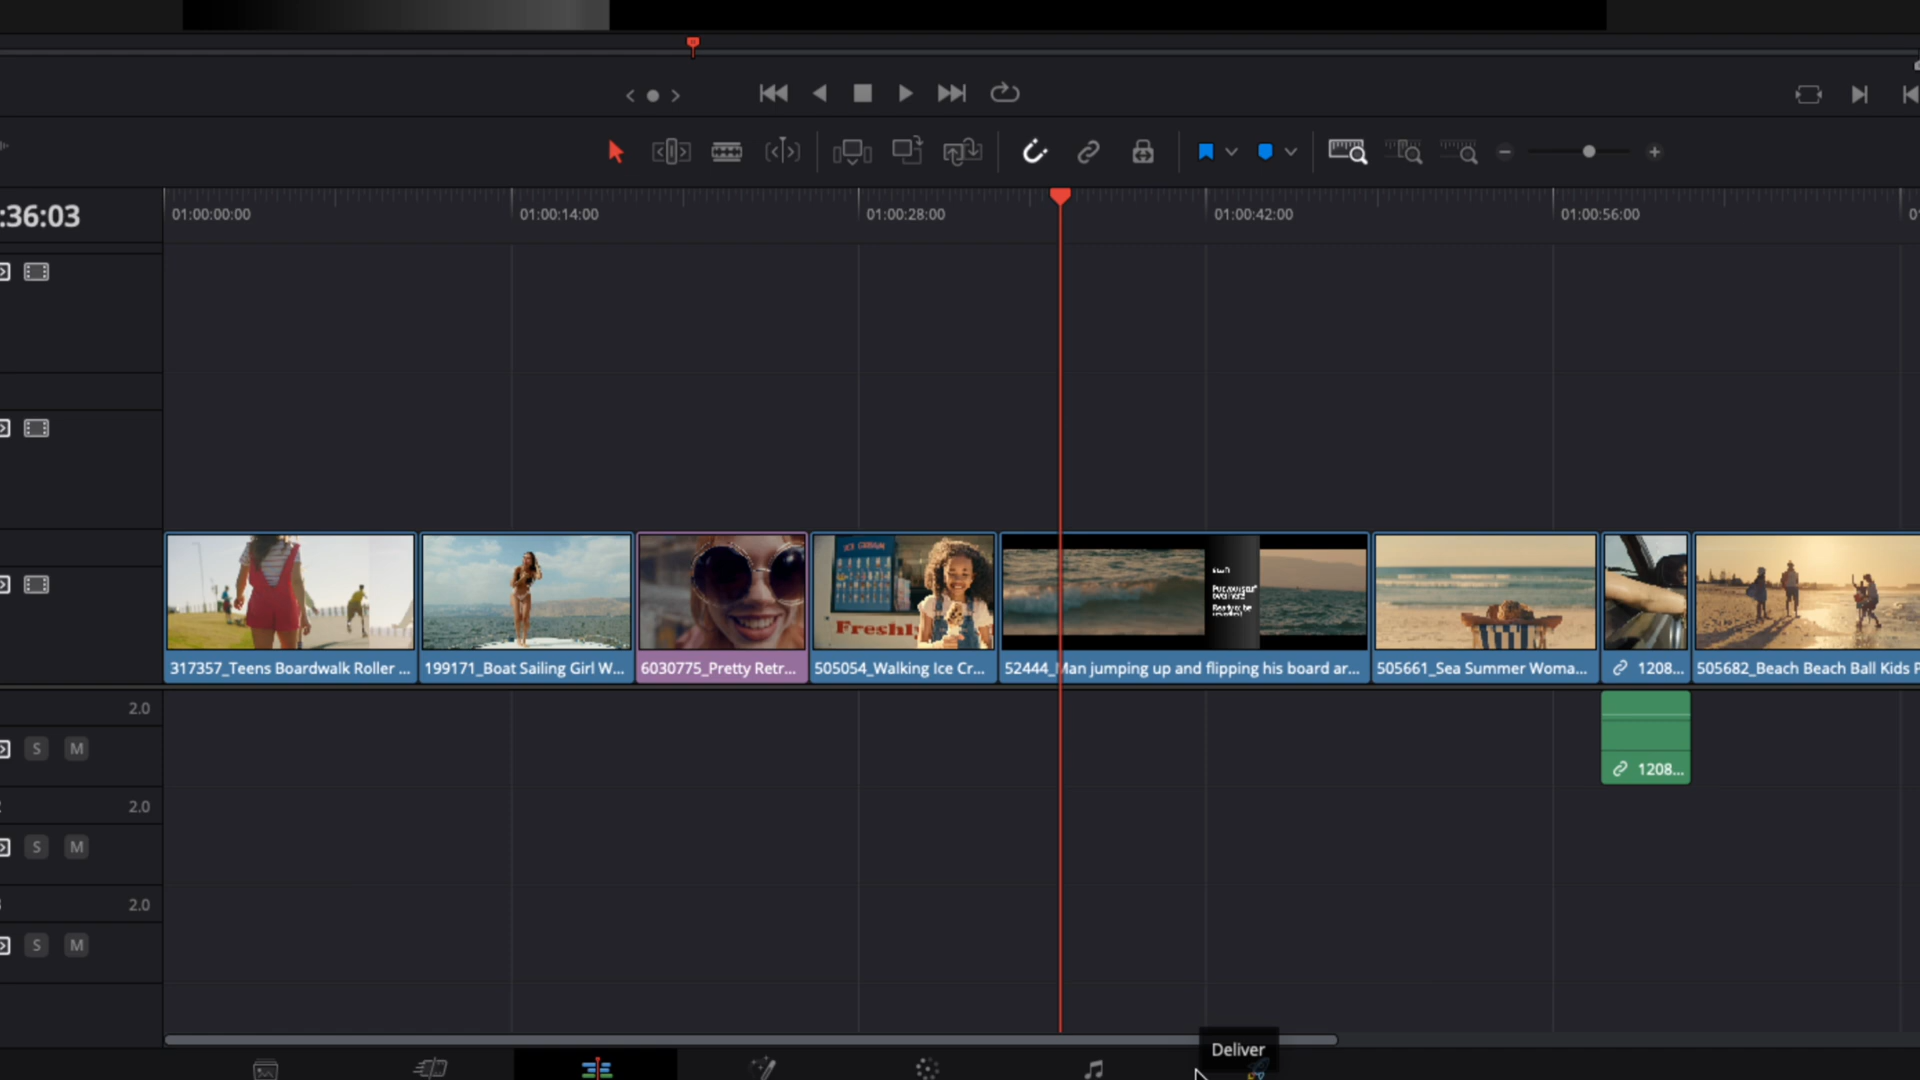 :36:03
01:00:00:00
01:00:14:00
01:00:28:00
01:00:42:00
01:00:56:00
ICE CREAM
Freshl
317357_Teens Boardwalk Roller ...
199171_Boat Sailing Girl W...
6030775_Pretty Retr...
505054_Walking Ice Cr...
52444_Man jumping up and flipping his board ar...
505661_Sea Summer Woma...
1208...
505682_Beach Beach Ball Kids P
2.0
S M
1208...
2.0
S M
2.0
S M
Deliver